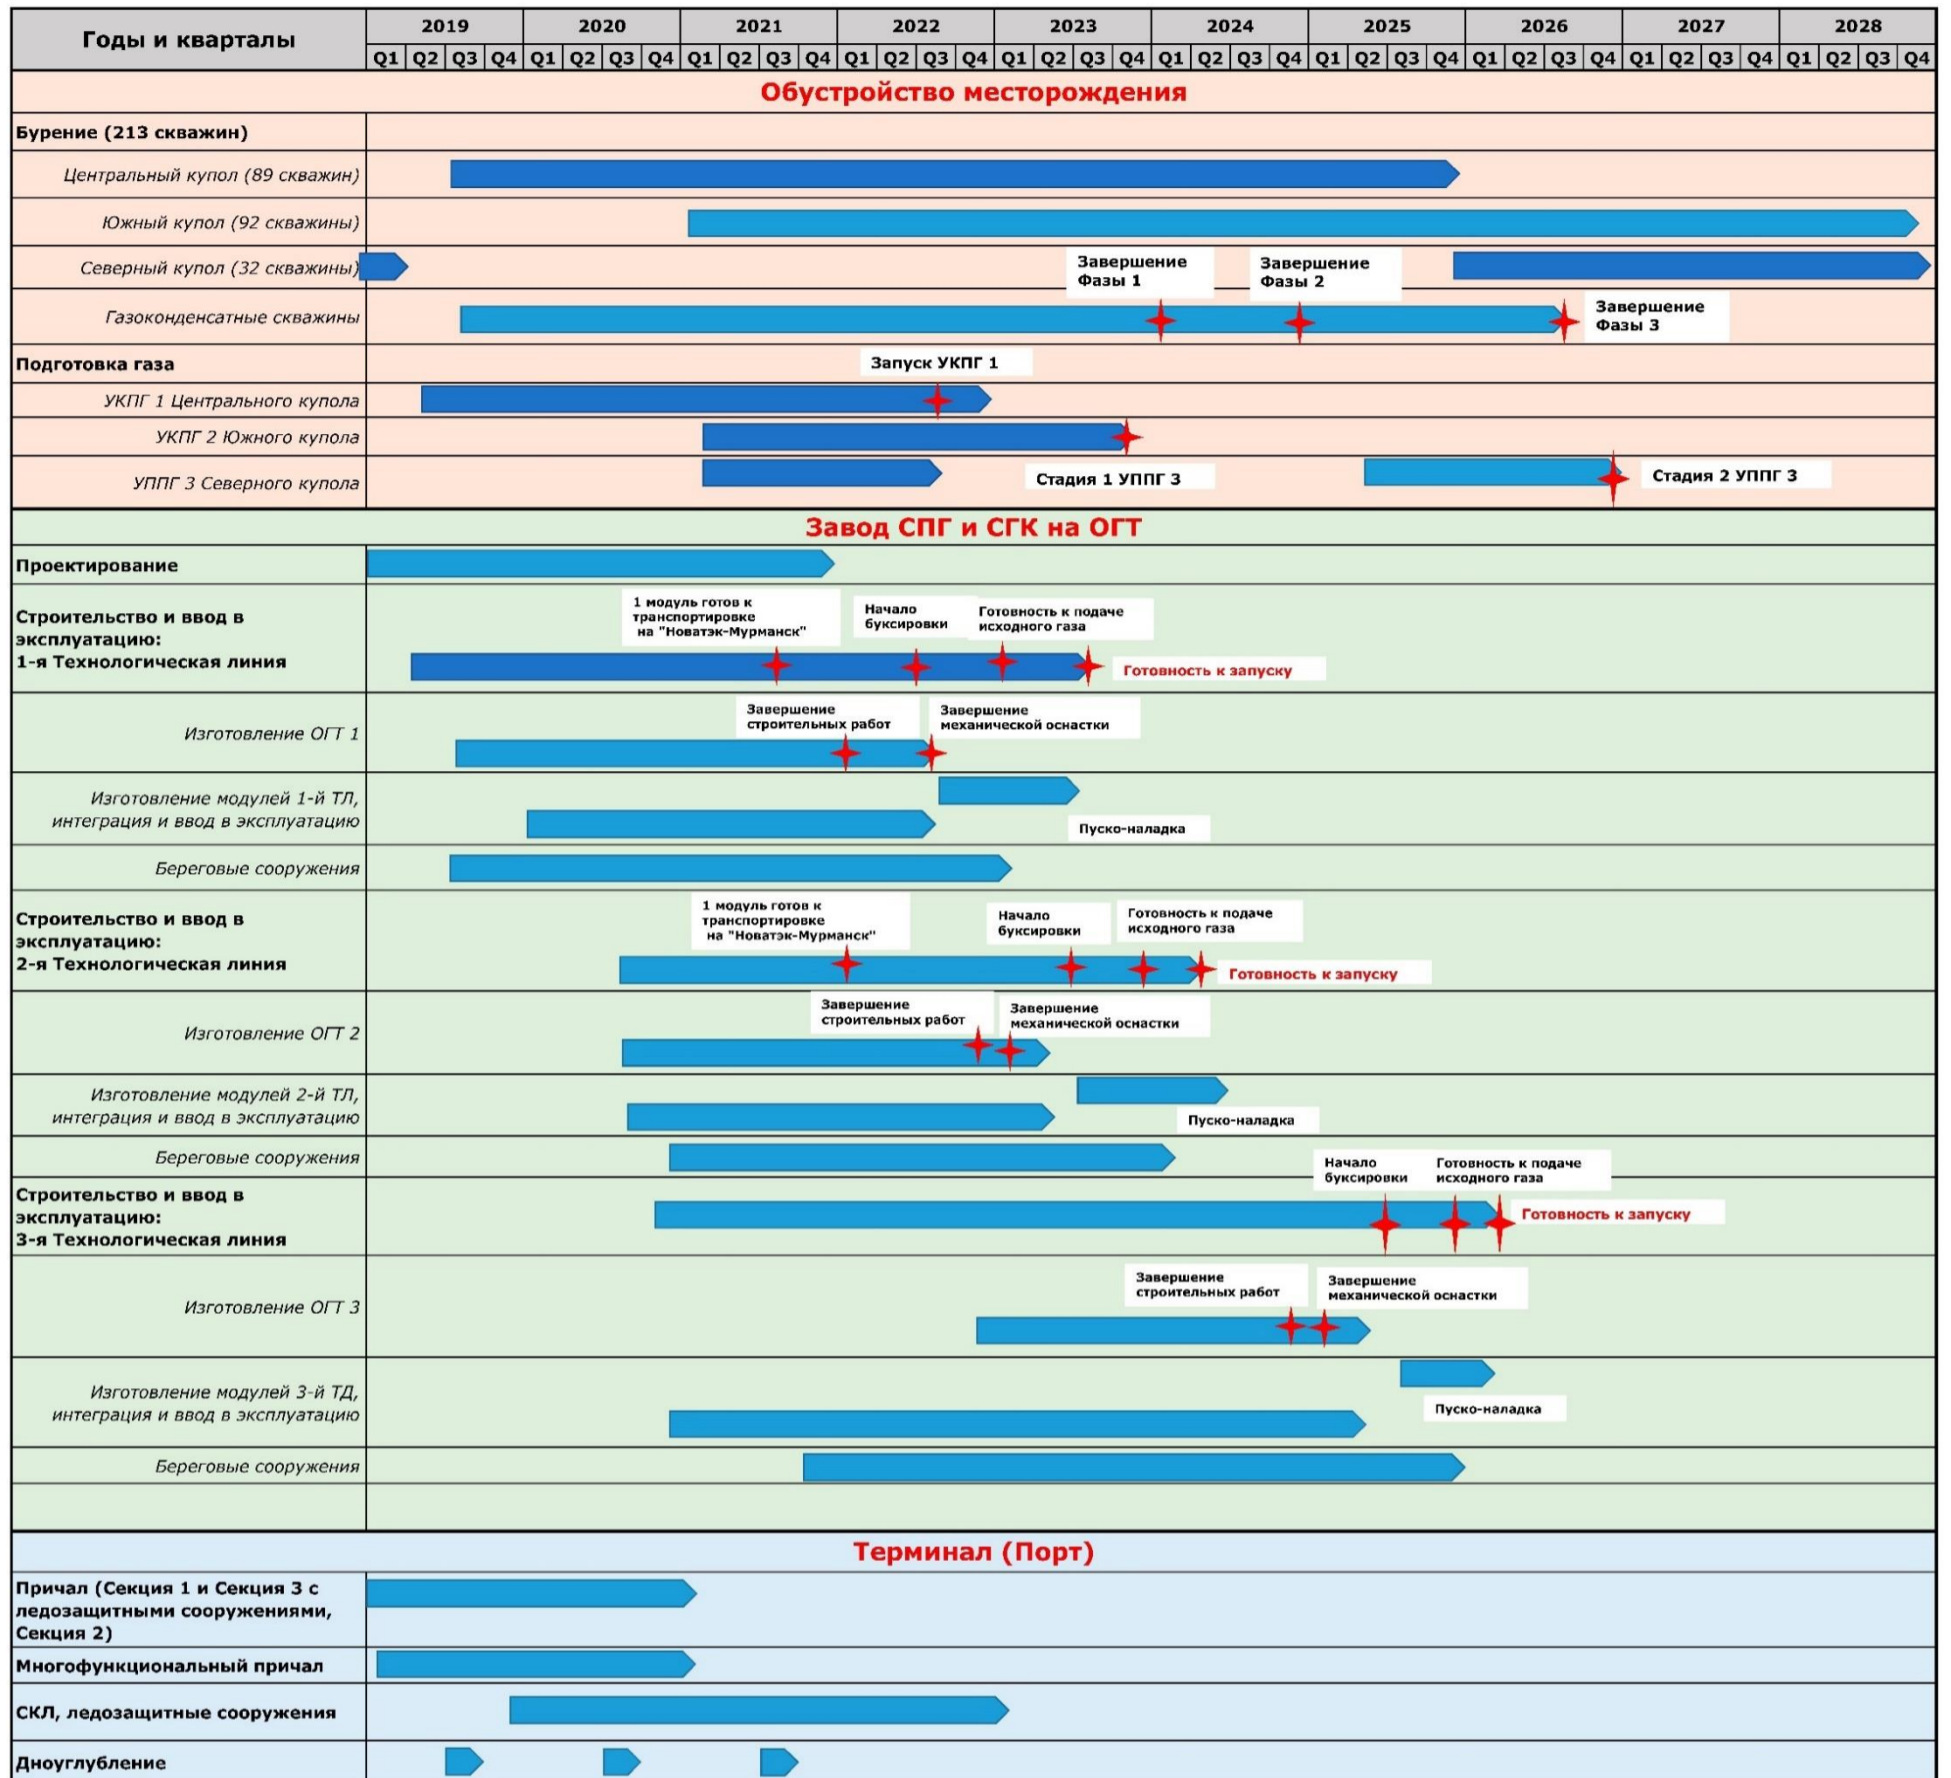 Годы и кварталы
2019 2020 2021 2022 2023 2024 2025 2026 2027 2028
Q1 Q2 Q3 Q4 Q1 Q2 Q3 Q4 Q1 Q2 Q3 Q4 Q1 Q2 Q3 Q4 Q1 Q2 Q3 Q4 Q1 Q2 Q3 Q4 Q1 Q2 Q3 Q4 Q1 Q2 Q3 Q4 Q1 Q2 Q3 Q4 Q1 Q2 Q3 Q4
Обустройство месторождения
Бурение (213 скважин)
Центральный купол (89 скважин)
Южный купол (92 скважины)
Северный купол (32 скважины)
Завершение
Фазы 1
Завершение
Фазы 2
Газоконденсатные скважины
Завершение
Фазы 3
Подготовка газа
Запуск УКПГ 1
УКПГ 1 Центрального купола
УКПГ 2 Южного купола
УППГ 3 Северного купола
Стадия 1 УППГ 3
Стадия 2 УППГ 3
Завод СПГ и СГК на ОГТ
Проектирование
Строительство и ввод в
эксплуатацию:
1-я Технологическая линия
1 модуль готов к
транспортировке
на "Новатэк-Мурманск"
Начало
буксировки
Готовность к подаче
исходного газа
Готовность к запуску
Изготовление ОГТ 1
Завершение
строительных работ
Завершение
механической оснастки
Изготовление модулей 1-й ТЛ,
интеграция и ввод в эксплуатацию
Пуско-наладка
Береговые сооружения
Строительство и ввод в
эксплуатацию:
2-я Технологическая линия
1 модуль готов к
транспортировке
на "Новатэк-Мурманск"
Начало
буксировки
Готовность к подаче
исходного газа
Готовность к запуску
Изготовление ОГТ 2
Завершение
строительных работ
Завершение
механической оснастки
Изготовление модулей 2-й ТЛ,
интеграция и ввод в эксплуатацию
Пуско-наладка
Береговые сооружения
Строительство и ввод в
эксплуатацию:
3-я Технологическая линия
Начало
буксировки
Готовность к подаче
исходного газа
Готовность к запуску
Изготовление ОГТ 3
Завершение
строительных работ
Завершение
механической оснастки
Изготовление модулей 3-й ТД,
интеграция и ввод в эксплуатацию
Пуско-наладка
Береговые сооружения
Терминал (Порт)
Причал (Секция 1 и Секция 3 с
ледозащитными сооружениями,
Секция 2)
Многофункциональный причал
СКЛ, ледозащитные сооружения
Дноуглубление